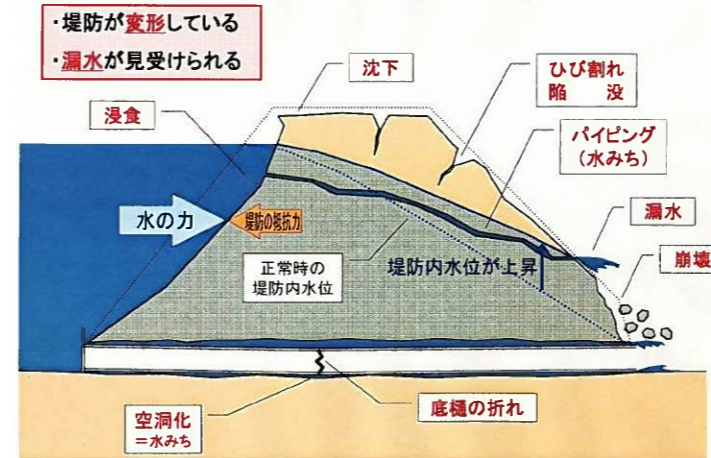 ・堤防が変形している
・漏水が見受けられる
沈下
ひび割れ
陥　没
浸食
パイピング
（水みち）
水の力
堤防の抵抗力
漏水
正常時の
堤防内水位
堤防内水位が上昇
崩壊
空洞化
＝水みち
底樋の折れ